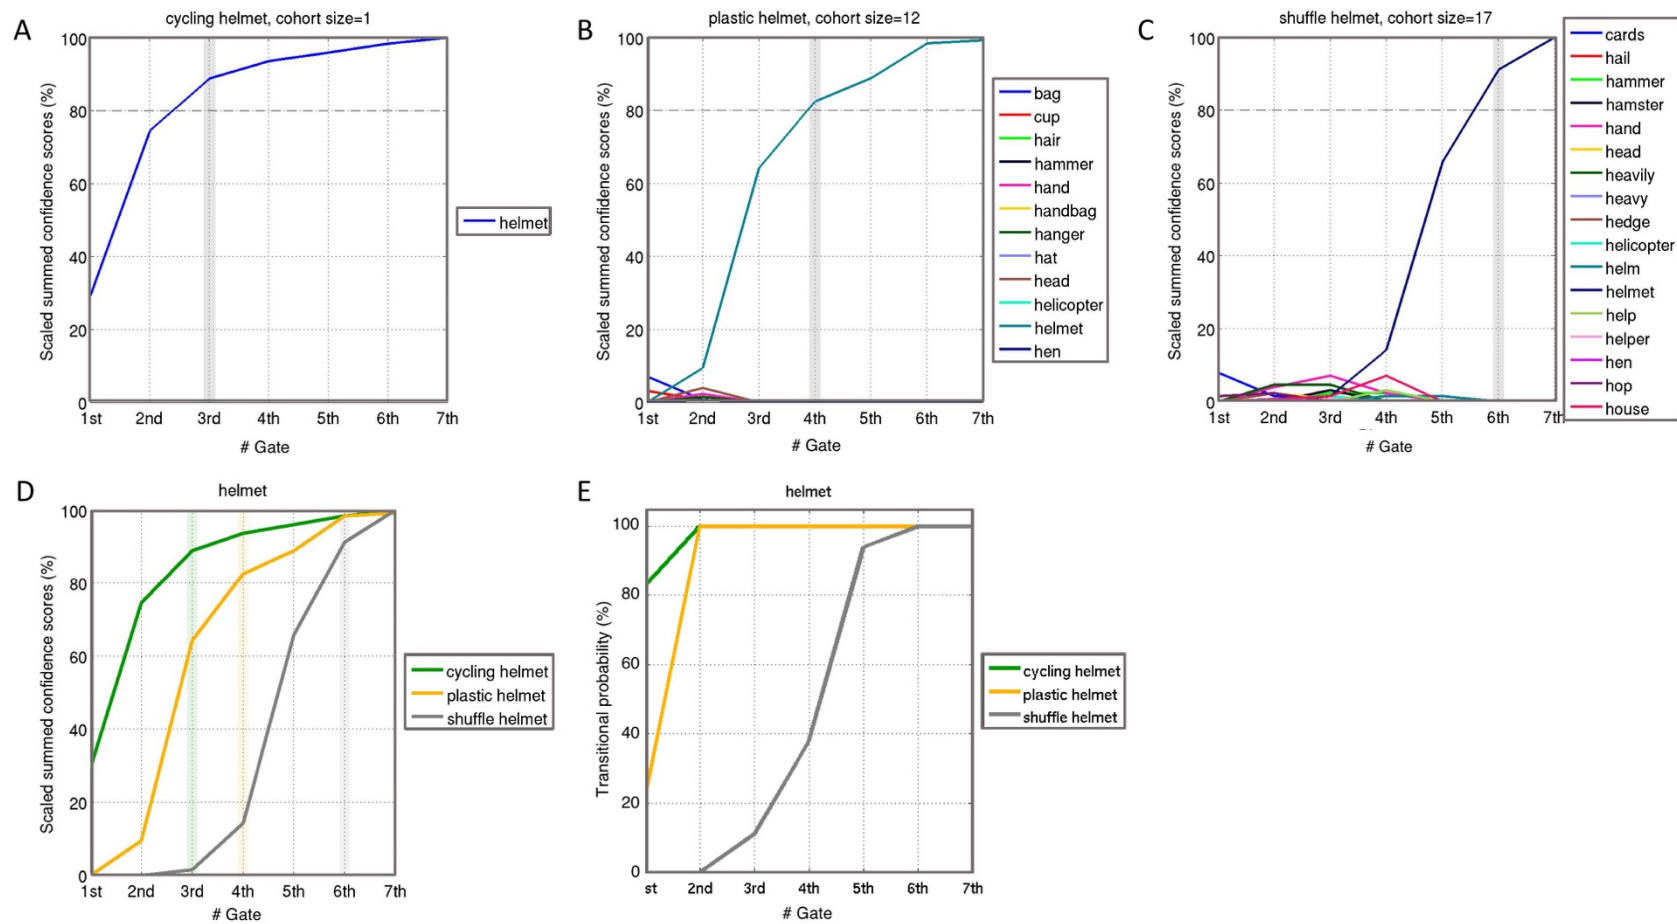 A
cycling helmet, cohort size=1
Scaled summed confidence scores (%)
100
80
60
40
20
0
1st 2nd 3rd 4th 5th 6th 7th
# Gate
helmet
B
plastic helmet, cohort size=12
Scaled summed confidence scores (%)
100
80
60
40
20
0
1st 2nd 3rd 4th 5th 6th 7th
# Gate
bag
cup
hair
hammer
hand
handbag
hanger
hat
head
helicopter
helmet
hen
C
shuffle helmet, cohort size=17
Scaled summed confidence scores (%)
100
80
60
40
20
0
1st 2nd 3rd 4th 5th 6th 7th
# Gate
cards
hail
hammer
hamster
hand
head
heavily
heavy
hedge
helicopter
helm
helmet
help
helper
hen
hop
house
D
helmet
Scaled summed confidence scores (%)
100
80
60
40
20
0
1st 2nd 3rd 4th 5th 6th 7th
# Gate
cycling helmet
plastic helmet
shuffle helmet
E
helmet
Transitional probability (%)
100
80
60
40
20
0
st 2nd 3rd 4th 5th 6th 7th
# Gate
cycling helmet
plastic helmet
shuffle helmet